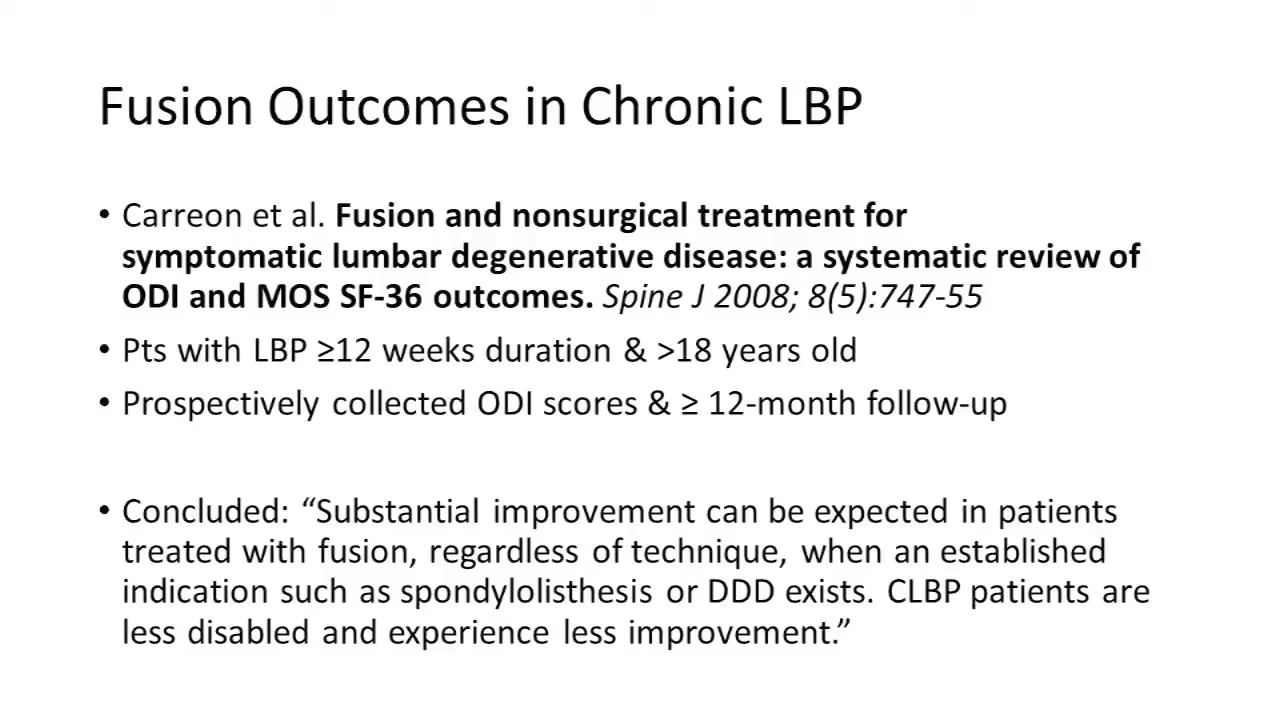 Fusion Outcomes in Chronic LBP
• Carreon et al. Fusion and nonsurgical treatment for
symptomatic lumbar degenerative disease: a systematic review of
ODI and MOS SF-36 outcomes. Spine J 2008; 8(5):747-55
• Pts with LBP ≥12 weeks duration & >18 years old
• Prospectively collected ODI scores & ≥ 12-month follow-up
• Concluded: “Substantial improvement can be expected in patients
treated with fusion, regardless of technique, when an established
indication such as spondylolisthesis or DDD exists. CLBP patients are
less disabled and experience less improvement.”